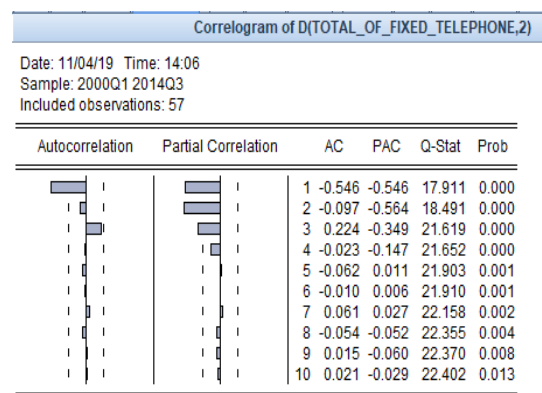 Correlogram of D(TOTAL_OF_FIXED_TELEPHONE,2)
Date: 11/04/19 Time: 14:06
Sample: 2000Q1 2014Q3
Included observations: 57
Autocorrelation Partial Correlation AC PAC Q-Stat Prob
1 -0.546 -0.546 17.911 0.000
2 -0.097 -0.564 18.491 0.000
3 0.224 -0.349 21.619 0.000
4 -0.023 -0.147 21.652 0.000
5 -0.062 0.011 21.903 0.001
6 -0.010 0.006 21.910 0.001
7 0.061 0.027 22.158 0.002
8 -0.054 -0.052 22.355 0.004
9 0.015 -0.060 22.370 0.008
10 0.021 -0.029 22.402 0.013